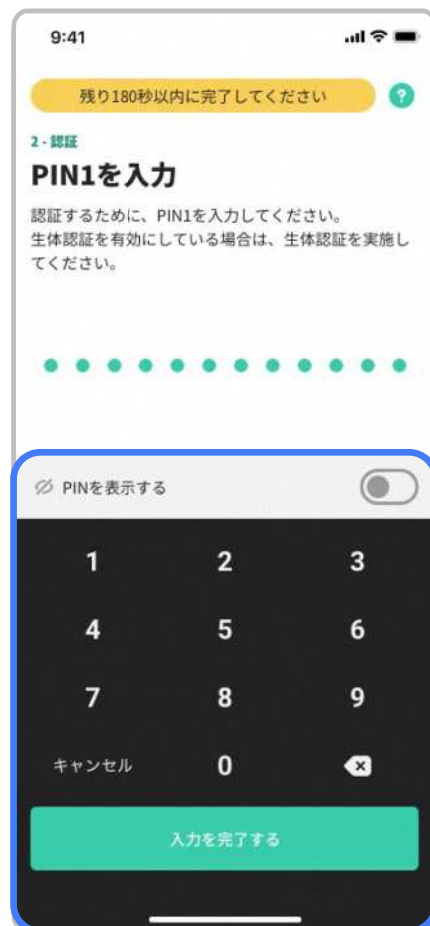 9:41
残り180秒以内に完了してください
?
2 - 認証
PIN1を入力
認証するために、PIN1を入力してください。
生体認証を有効にしている場合は、生体認証を実施し
てください。
PINを表示する
1 2 3
4 5 6
7 8 9
キャンセル 0
入力を完了する